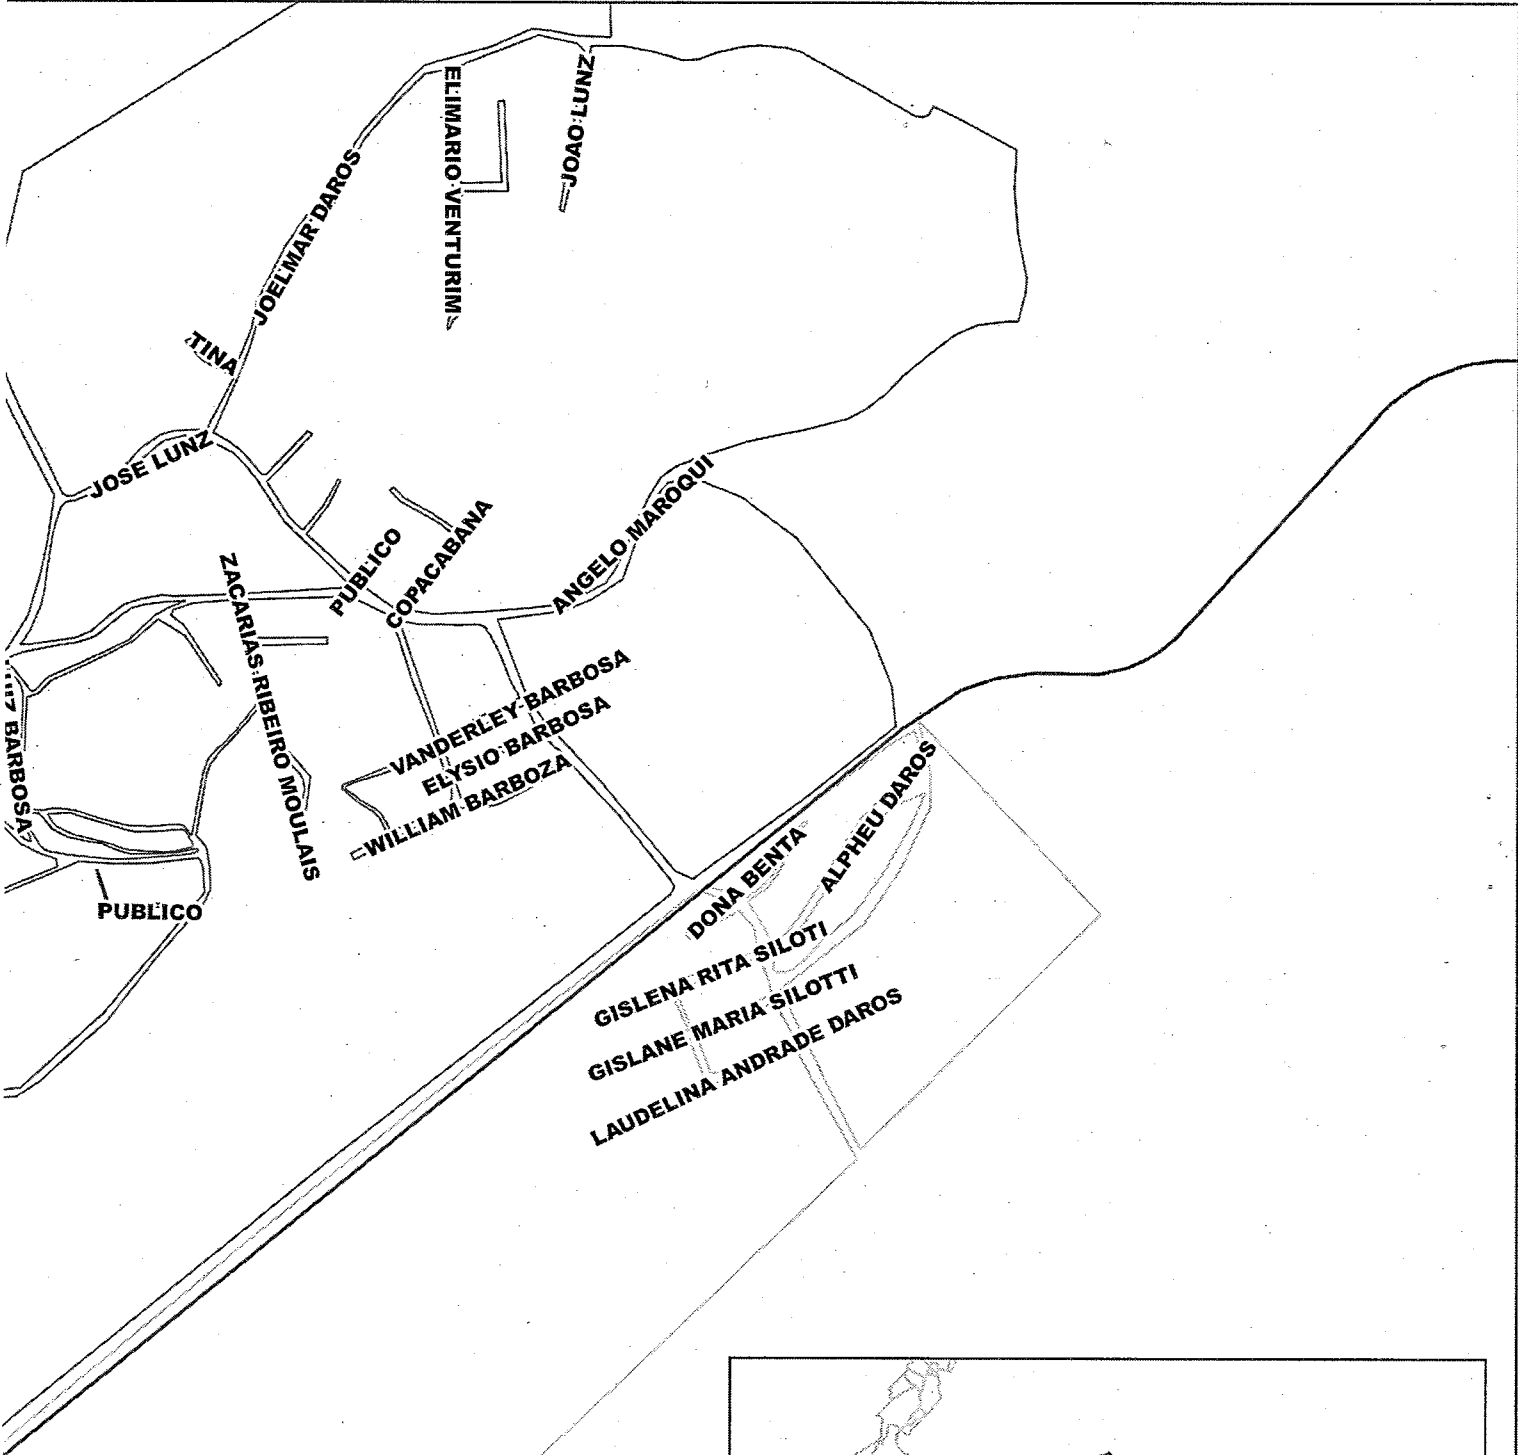 ELIMARIO VENTURIM
JOAO LUNZ
JOELMAR DAROS
TINA
JOSE LUNZ
PUBLICO
COPACABANA
ANGELO MAROQUI
ZACARIAS RIBEIRO MOULAIS
LUIZ BARBOSA
VANDERLEY BARBOSA
ELYSIO BARBOSA
WILLIAM BARBOZA
PUBLICO
DONA BENTA
ALPHEU DAROS
GISLENA RITA SILOTI
GISLANE MARIA SILOTTI
LAUDELINA ANDRADE DAROS